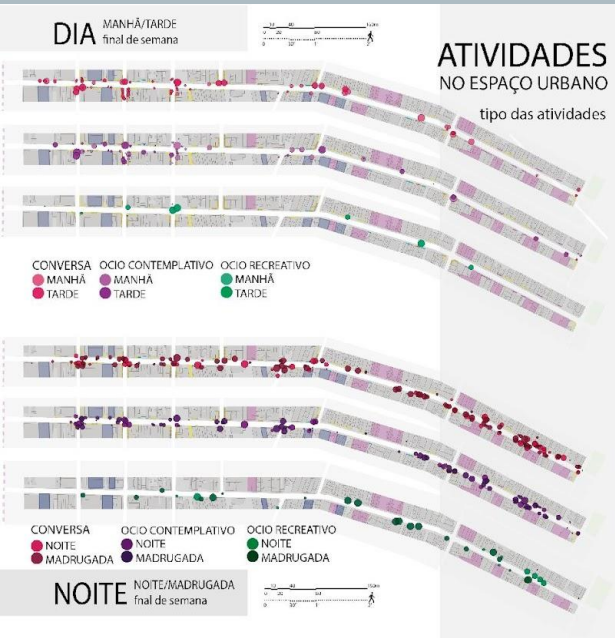 DIA MANHÃ/TARDE
final de semana
ATIVIDADES
NO ESPAÇO URBANO
tipo das atividades
CONVERSA OCIO CONTEMPLATIVO OCIO RECREATIVO
MANHÃ MANHÃ MANHÃ
TARDE TARDE TARDE
CONVERSA OCIO CONTEMPLATIVO OCIO RECREATIVO
NOITE NOITE NOITE
MADRUGADA MADRUGADA MADRUGADA
NOITE NOITE/MADRUGADA
fnal de semana